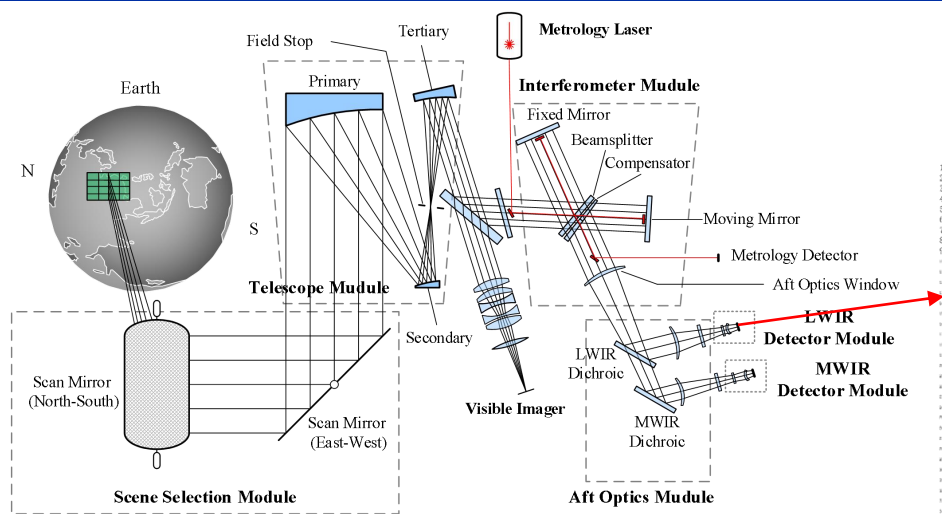 Metrology Laser
Tertiary
Field Stop
Primary
Interferometer Mudule
Earth
Fixed Mirror
Beamsplitter
Compensator
N
S
Moving Mirror
Metrology Detector
Telescope Mudule
Aft Optics Window
Secondary
LWIR
Detector Module
LWIR
Dichroic
MWIR
Detector Module
Scan Mirror
(North-South)
Visible Imager
Scan Mirror
(East-West)
MWIR
Dichroic
Scene Selection Module
Aft Optics Mudule